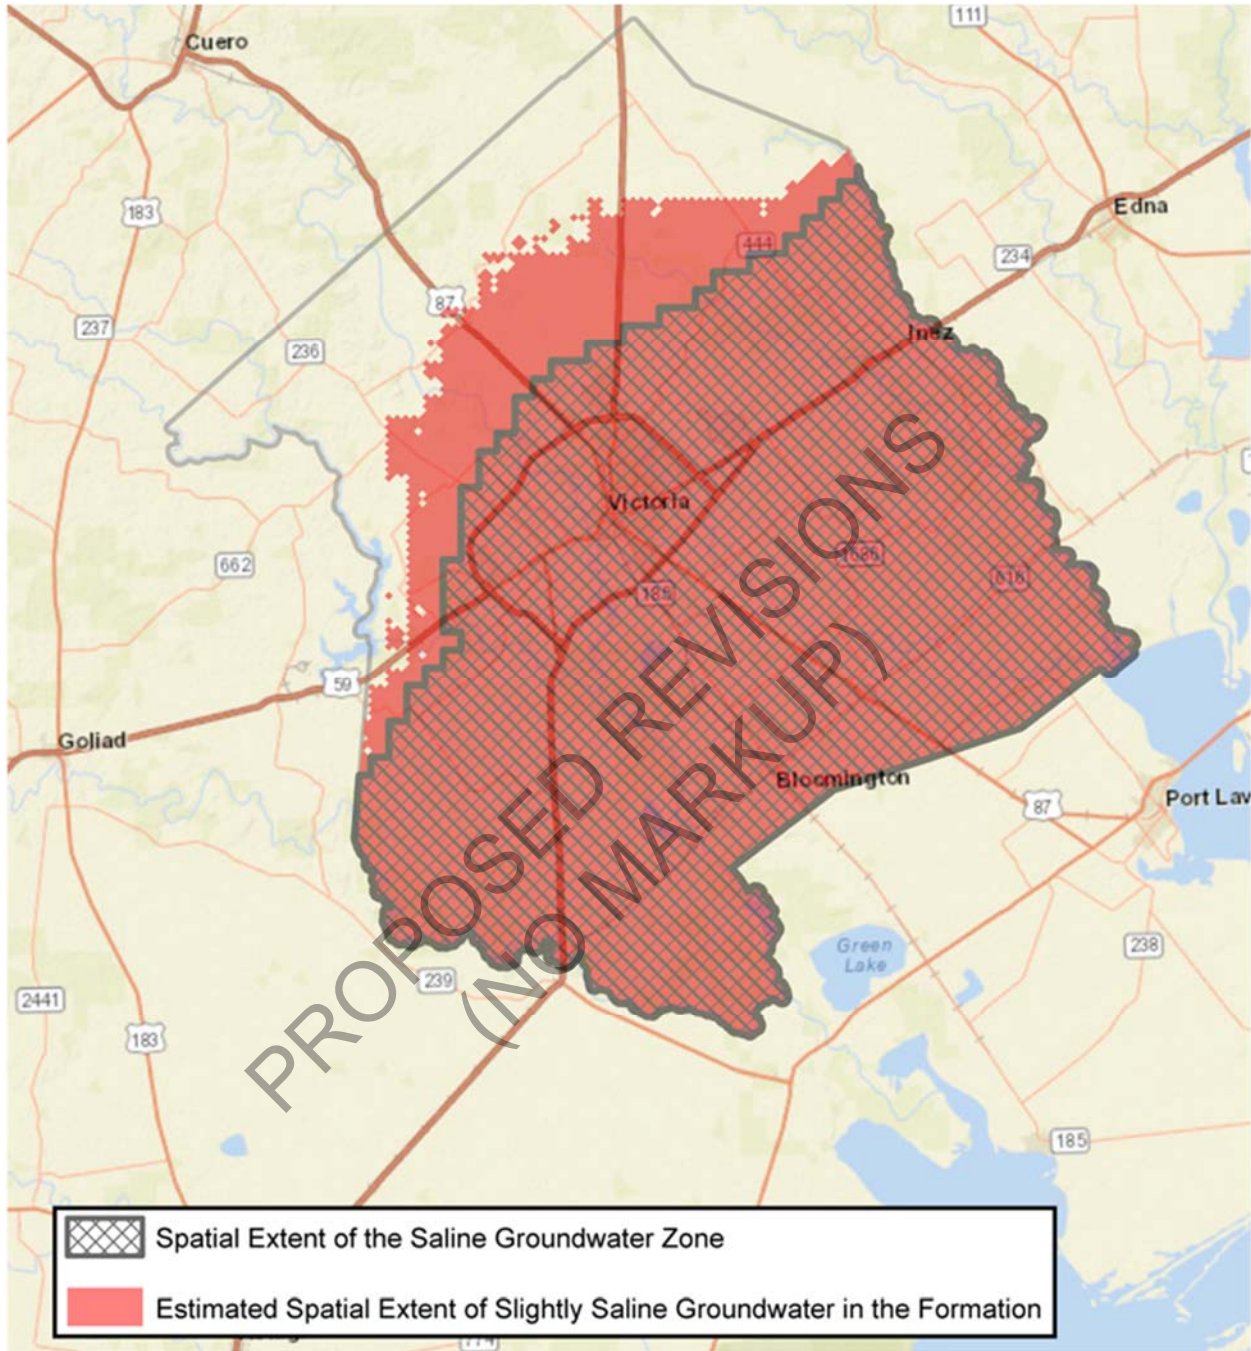 Cuero
111
183
Edna
444
234
87
237
Inez
236
Victoria
1686
662
616
185
59
Goliad
Bloomington
Port Lav
87
Green
Lake
238
239
2441
183
185
PROPOSED REVISIONS
(NO MARKUP)
Spatial Extent of the Saline Groundwater Zone
Estimated Spatial Extent of Slightly Saline Groundwater in the Formation